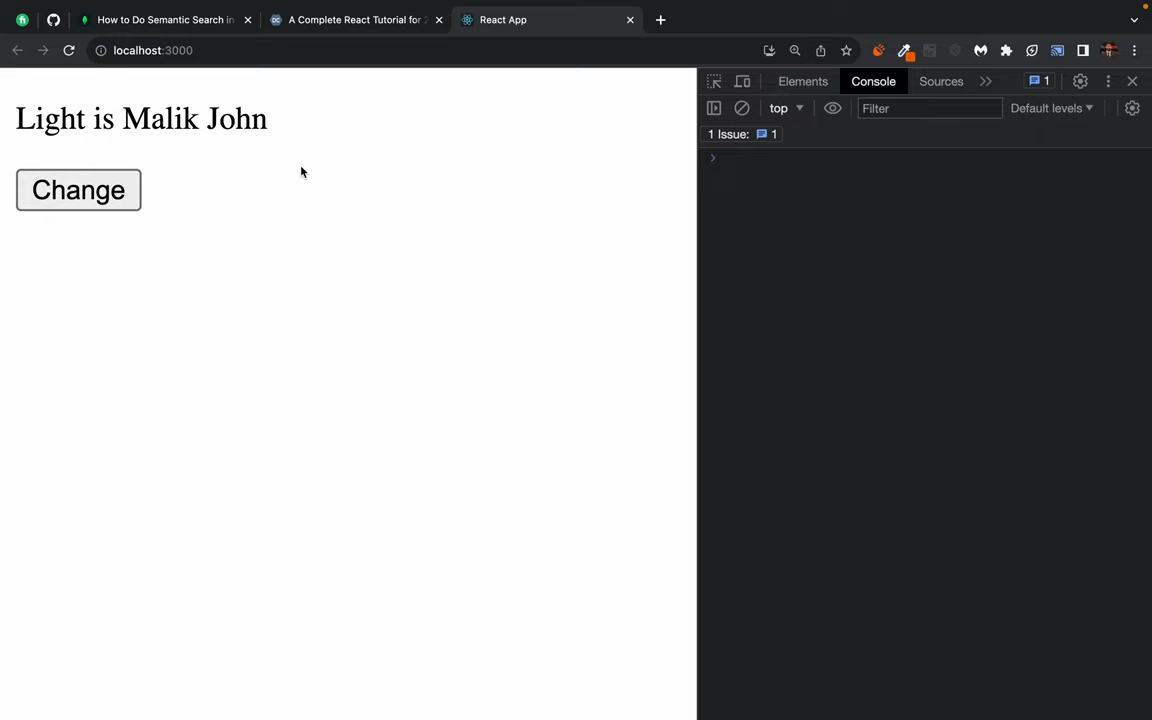 How to Do Semantic Search in
A Complete React Tutorial for 2
React App
localhost:3000
Light is Malik John
Change
Elements
Console
Sources
1
top
Filter
Default levels
1 Issue: 1